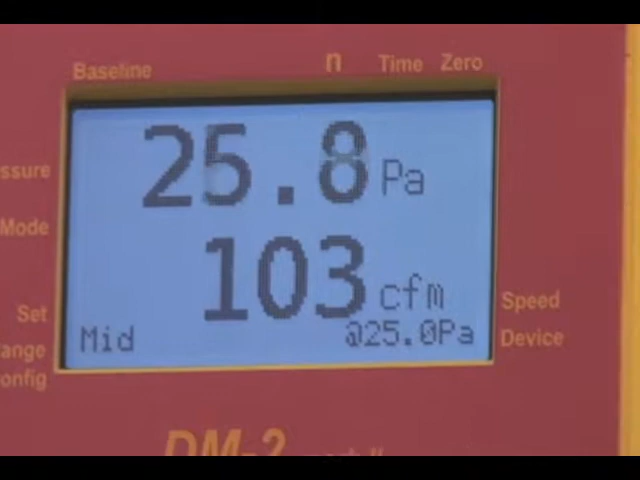 Baseline n Time Zero
ssure
25.8 Pa
Mode
103 cfm
Set
Speed
Mid @25.0Pa
ange
Device
onfig
DM-2